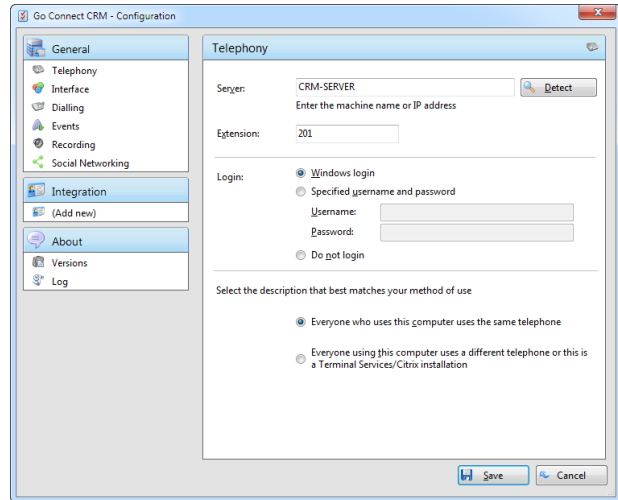 Go Connect CRM - Configuration
General
Telephony
Interface
Dialling
Events
Recording
Social Networking
Integration
(Add new)
About
Versions
Log
Telephony
Server:
CRM-SERVER
Detect
Enter the machine name or IP address
Extension:
201
Login:
Windows login
Specified username and password
Username:
Password:
Do not login
Select the description that best matches your method of use
Everyone who uses this computer uses the same telephone
Everyone using this computer uses a different telephone or this is
a Terminal Services/Citrix installation
Save
Cancel